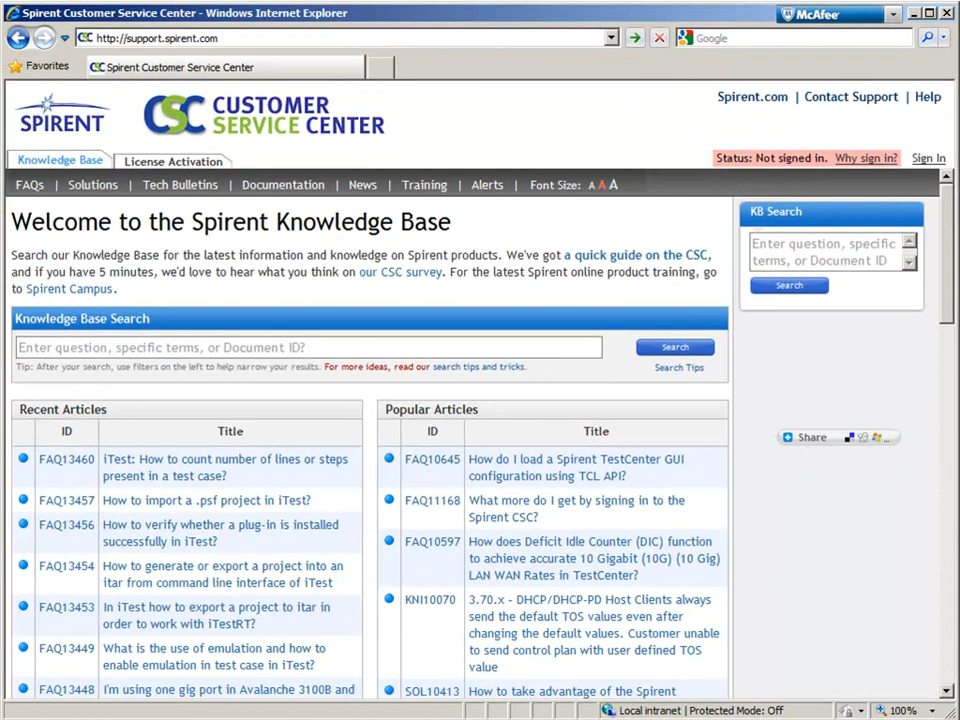 Spirent Customer Service Center - Windows Internet Explorer
McAfee
http://support.spirent.com
Google
Favorites
Spirent Customer Service Center
SPIRENT
CSC CUSTOMER SERVICE CENTER
Spirent.com | Contact Support | Help
Knowledge Base
License Activation
Status: Not signed in. Why sign in? Sign In
FAQs | Solutions | Tech Bulletins | Documentation | News | Training | Alerts | Font Size: A A A
Welcome to the Spirent Knowledge Base
Search our Knowledge Base for the latest information and knowledge on Spirent products. We've got a quick guide on the CSC,
and if you have 5 minutes, we'd love to hear what you think on our CSC survey. For the latest Spirent online product training, go
to Spirent Campus.
Knowledge Base Search
Enter question, specific terms, or Document ID?
Search
Tip: After your search, use filters on the left to help narrow your results. For more ideas, read our search tips and tricks.
Search Tips
Recent Articles
ID Title
FAQ13460 iTest: How to count number of lines or steps
present in a test case?
FAQ13457 How to import a .psf project in iTest?
FAQ13456 How to verify whether a plug-in is installed
successfully in iTest?
FAQ13454 How to generate or export a project into an
itar from command line interface of iTest
FAQ13453 In iTest how to export a project to itar in
order to work with iTestRT?
FAQ13449 What is the use of emulation and how to
enable emulation in test case in iTest?
FAQ13448 I'm using one gig port in Avalanche 3100B and
Popular Articles
ID Title
FAQ10645 How do I load a Spirent TestCenter GUI
configuration using TCL API?
FAQ11168 What more do I get by signing in to the
Spirent CSC?
FAQ10597 How does Deficit Idle Counter (DIC) function
to achieve accurate 10 Gigabit (10G) (10 Gig)
LAN WAN Rates in TestCenter?
KNI10070 3.70.x - DHCP/DHCP-PD Host Clients always
send the default TOS values even after
changing the default values. Customer unable
to send control plan with user defined TOS
value
SOL10413 How to take advantage of the Spirent
KB Search
Enter question, specific
terms, or Document ID
Search
Share
Local intranet | Protected Mode: Off
100%